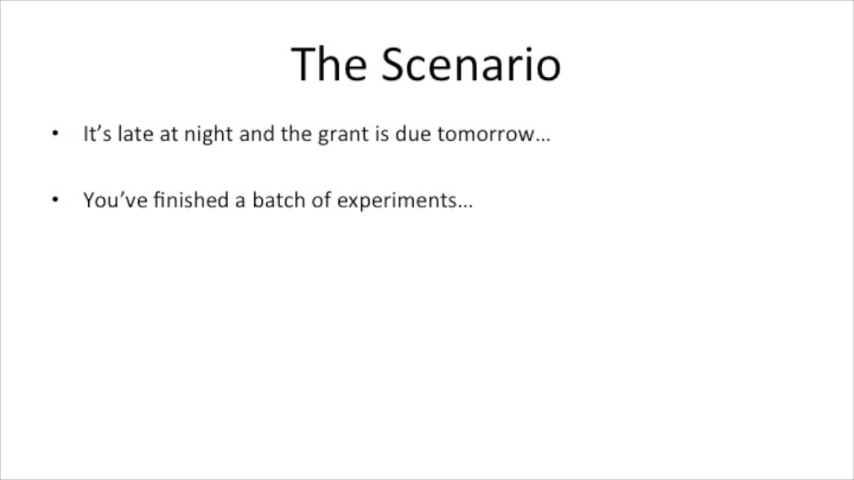 The Scenario
• It’s late at night and the grant is due tomorrow…
• You’ve finished a batch of experiments…